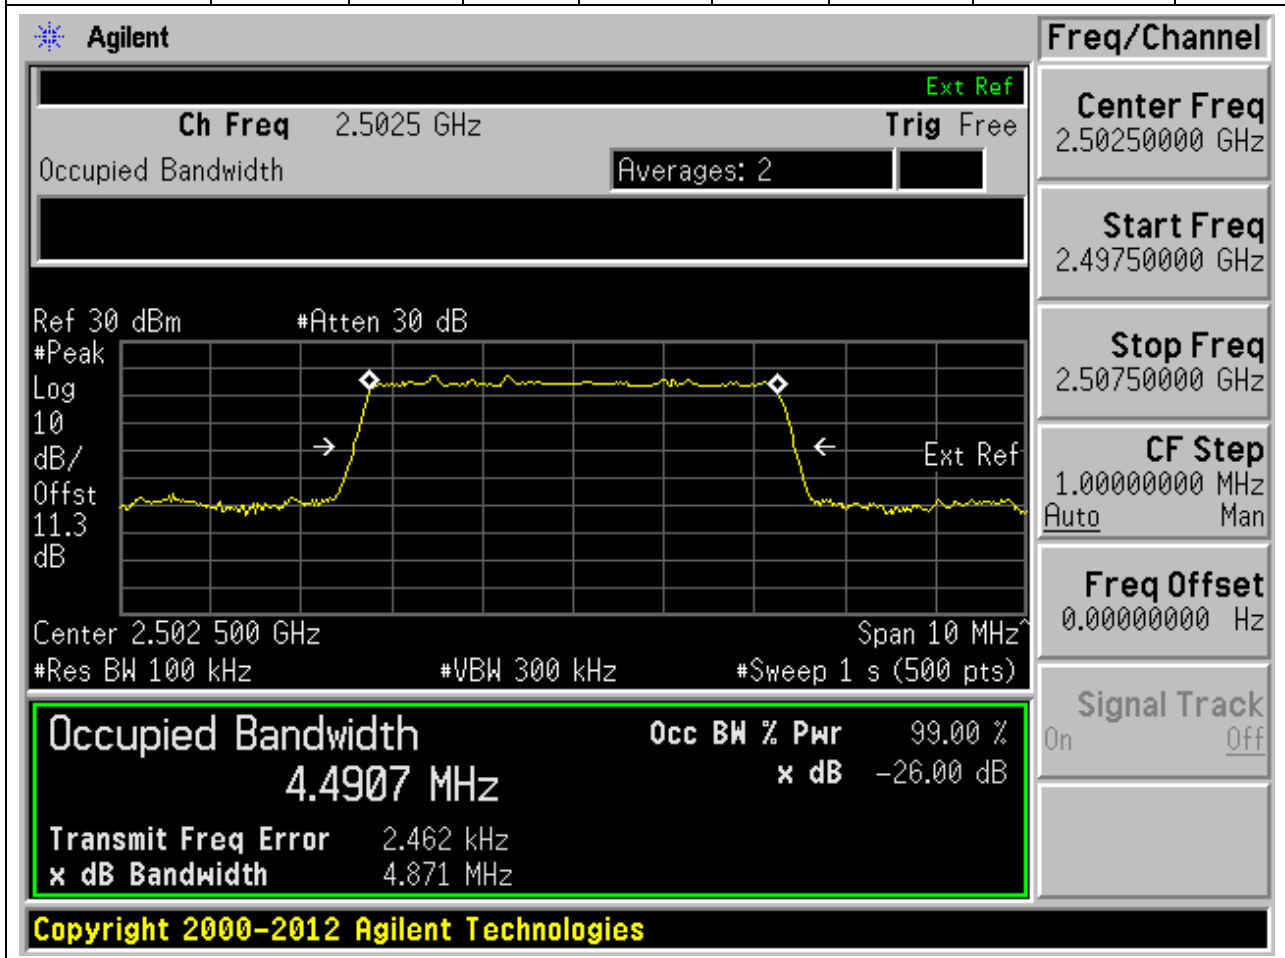 Agilent
Freq/Channel
Ext Ref
Ch Freq 2.5025 GHz Trig Free
Occupied Bandwidth Averages: 2
Ref 30 dBm #Atten 30 dB
#Peak
Log
10
dB/
Offst
11.3
dB
Ext Ref
Center 2.502 500 GHz Span 10 MHz^
#Res BW 100 kHz #VBW 300 kHz #Sweep 1 s (500 pts)
Occupied Bandwidth
4.4907 MHz
Occ BW % Pwr 99.00 %
x dB -26.00 dB
Transmit Freq Error 2.462 kHz
x dB Bandwidth 4.871 MHz
Copyright 2000-2012 Agilent Technologies
Center Freq
2.50250000 GHz
Start Freq
2.49750000 GHz
Stop Freq
2.50750000 GHz
CF Step
1.00000000 MHz
Auto Man
Freq Offset
0.00000000 Hz
Signal Track
On Off